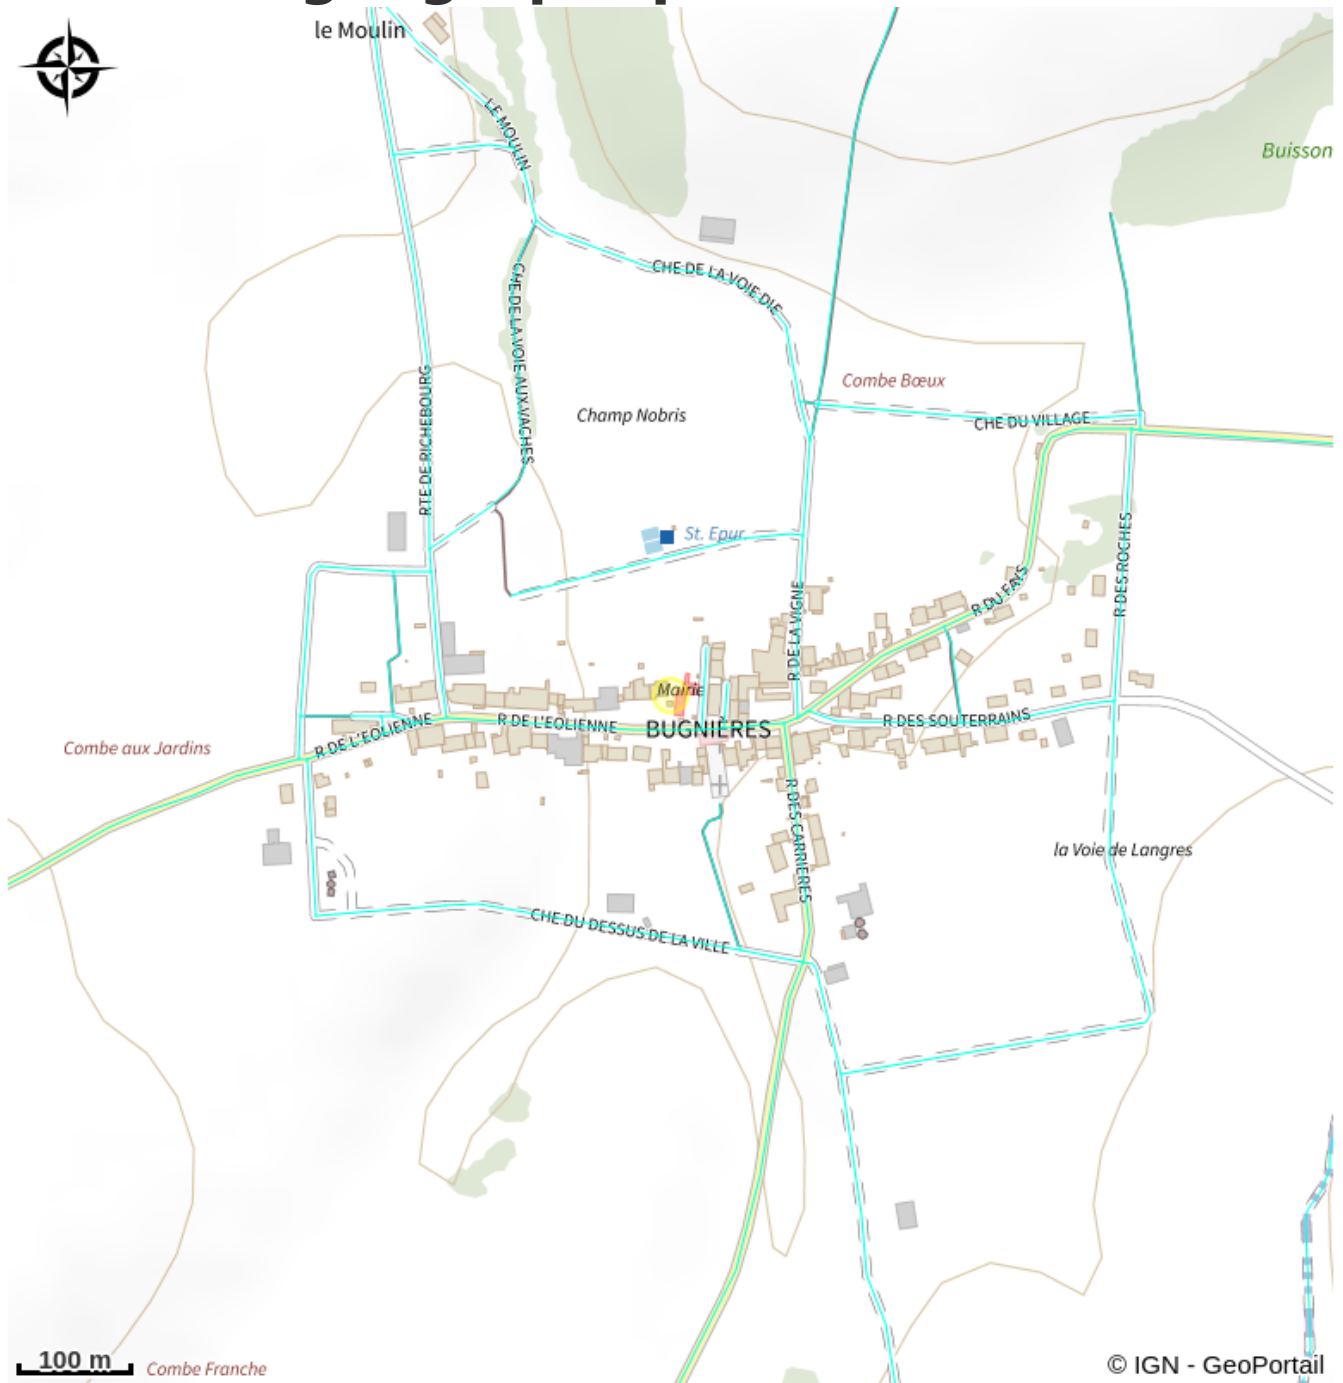 le Moulin
LE MOULIN
Buisson
CHE DE LA VOIE DIE
CHE DE LA VOIE AUX VACHES
RTE DE RICHEBOURG
Combe Bœux
Champ Nobris
CHE DU VILLAGE
St. Epur.
R DES ROCHES
R DU FAYS
R DE LA VIGNE
Mairie
R DE L'EOLIENNE
R DE L'EOLIENNE
BUGNIÈRES
R DES SOUTERRAINS
Combe aux Jardins
R DES CARRIERES
la Voie de Langres
CHE DU DESSUS DE LA VILLE
100 m
Combe Franche
© IGN - GeoPortail